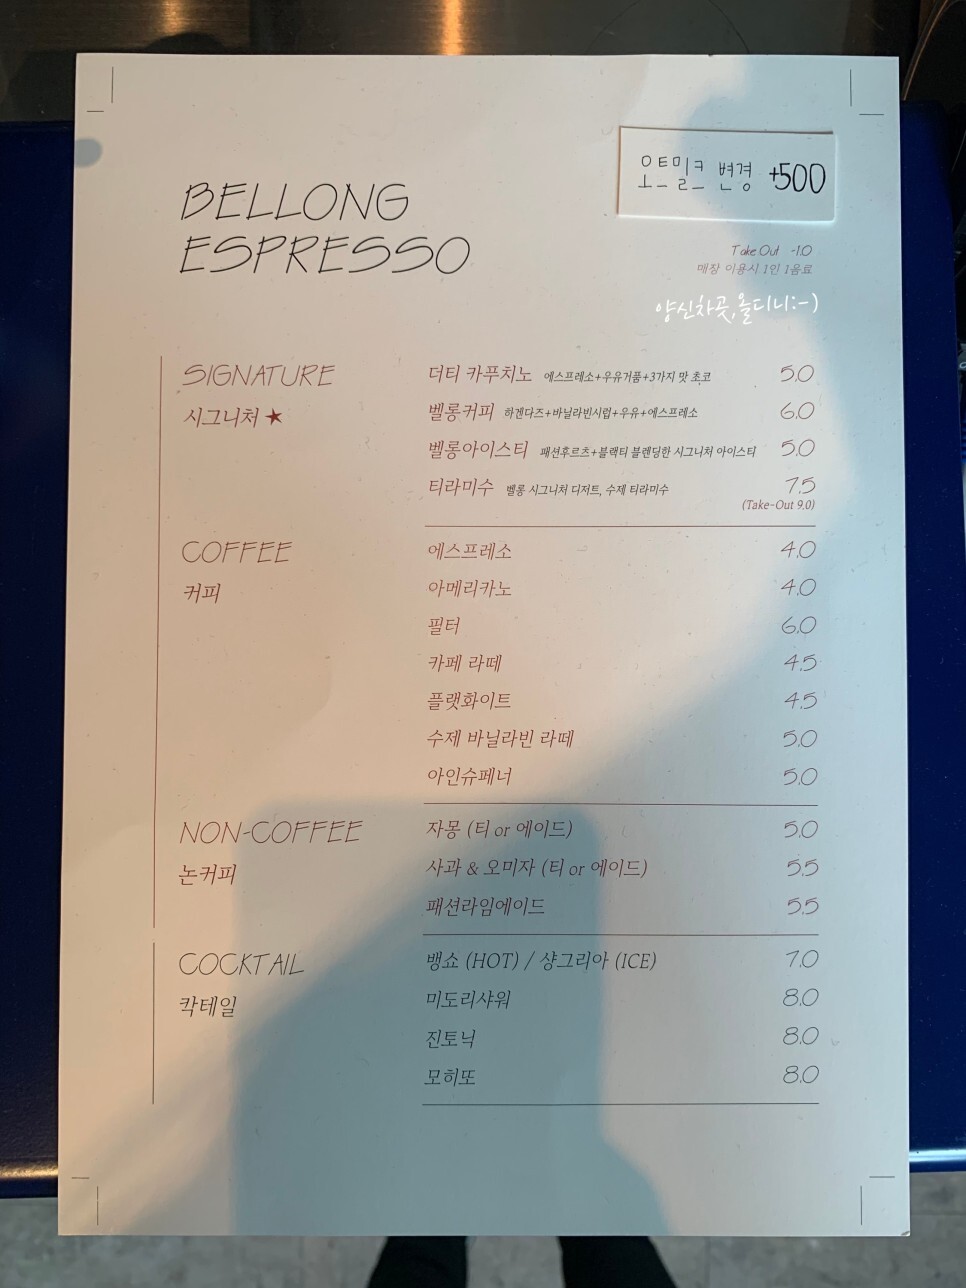 BELLONG
ESPRESSO
오트밀크 변경 +500
Take Out -1.0
매장 이용시 1인 1음료
양신차곳,올디니:-)
SIGNATURE
시그니처 ★
더티 카푸치노 에스프레소+우유거품+3가지 맛 초코 5.0
벨롱커피 하겐다즈+바닐라빈시럽+우유+에스프레소 6.0
벨롱아이스티 패션후르츠+블랙티 블렌딩한 시그니처 아이스티 5.0
티라미수 벨롱 시그니처 디저트, 수제 티라미수 7.5
(Take-Out 9.0)
COFFEE
커피
에스프레소 4.0
아메리카노 4.0
필터 6.0
카페 라떼 4.5
플랫화이트 4.5
수제 바닐라빈 라떼 5.0
아인슈페너 5.0
NON-COFFEE
논커피
자몽 (티 or 에이드) 5.0
사과 & 오미자 (티 or 에이드) 5.5
패션라임에이드 5.5
COCKTAIL
칵테일
뱅쇼 (HOT) / 샹그리아 (ICE) 7.0
미도리샤워 8.0
진토닉 8.0
모히또 8.0